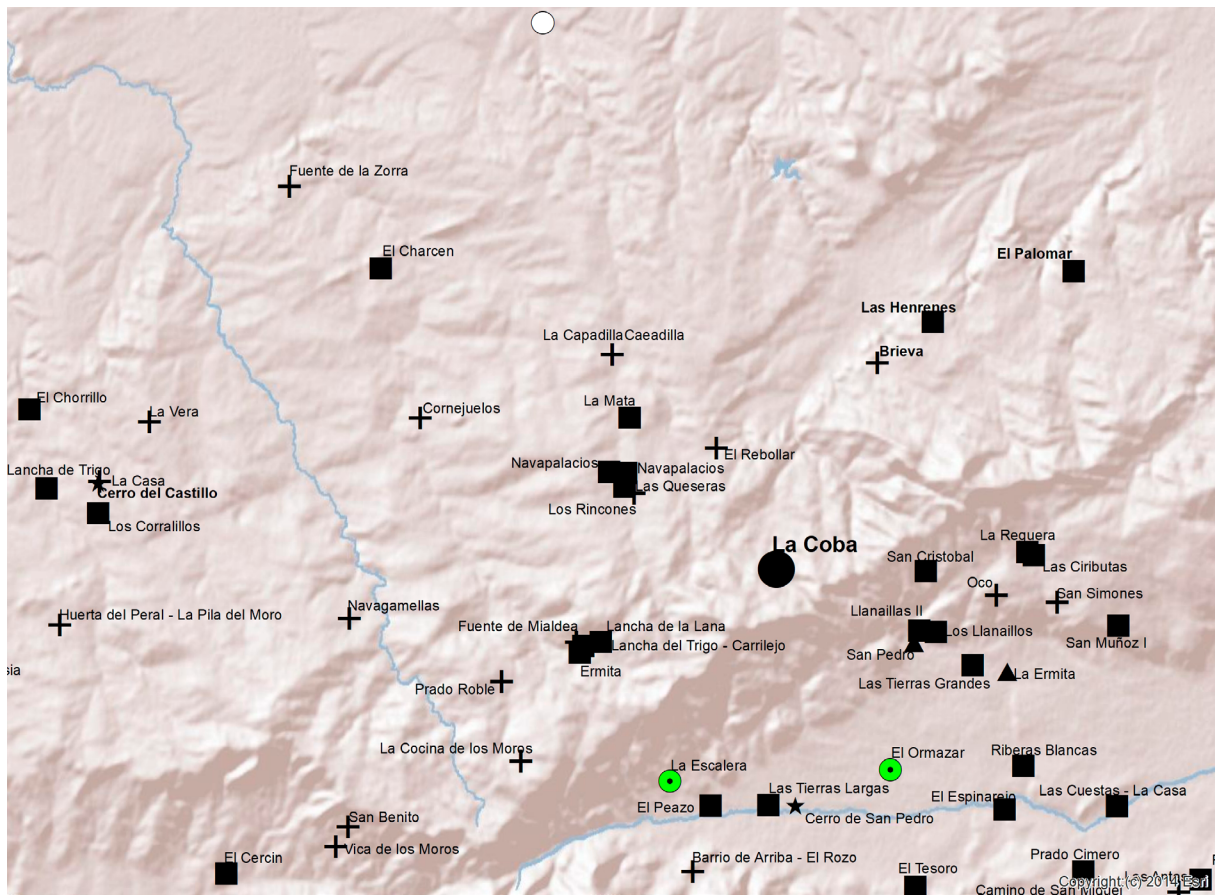 Fuente de la Zorra
El Charcen
El Palomar
Las Henrenes
La Capadilla Caeadilla
Brieva
El Chorrillo
La Vera
Cornejuelos
La Mata
El Rebollar
Lancha de Trigo
La Casa
Cerro del Castillo
Navapalacios
Navapalacios
Las Queseras
Los Rincones
Los Corralillos
La Coba
La Reguera
San Cristobal
Las Ciributas
Oco
San Simones
Huerta del Peral - La Pila del Moro
Navagamellas
Fuente de Mialdea
Lancha de la Lana
Llanaillas II
Los Llanaillos
San Muñoz I
Lancha del Trigo - Carrilejo
San Pedro
sia
Ermita
La Ermita
Prado Roble
Las Tierras Grandes
La Cocina de los Moros
La Escalera
El Ormazar
Riberas Blancas
Las Tierras Largas
Las Cuestas - La Casa
El Peazo
El Espinarejo
Cerro de San Pedro
San Benito
Vica de los Moros
El Cercin
Barrio de Arriba - El Rozo
Prado Cimero
El Tesoro
Camino de San Miguel
Copyright:(c) 2014 Esri